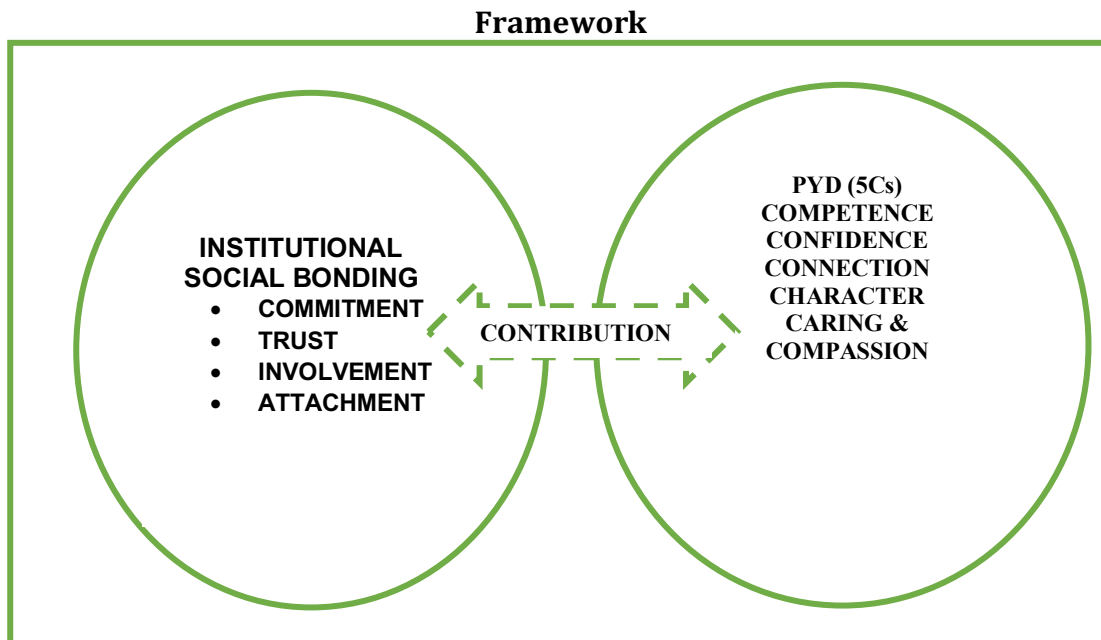 Framework
INSTITUTIONAL
SOCIAL BONDING
• COMMITMENT
• TRUST
• INVOLVEMENT
• ATTACHMENT
CONTRIBUTION
PYD (5Cs)
COMPETENCE
CONFIDENCE
CONNECTION
CHARACTER
CARING &
COMPASSION